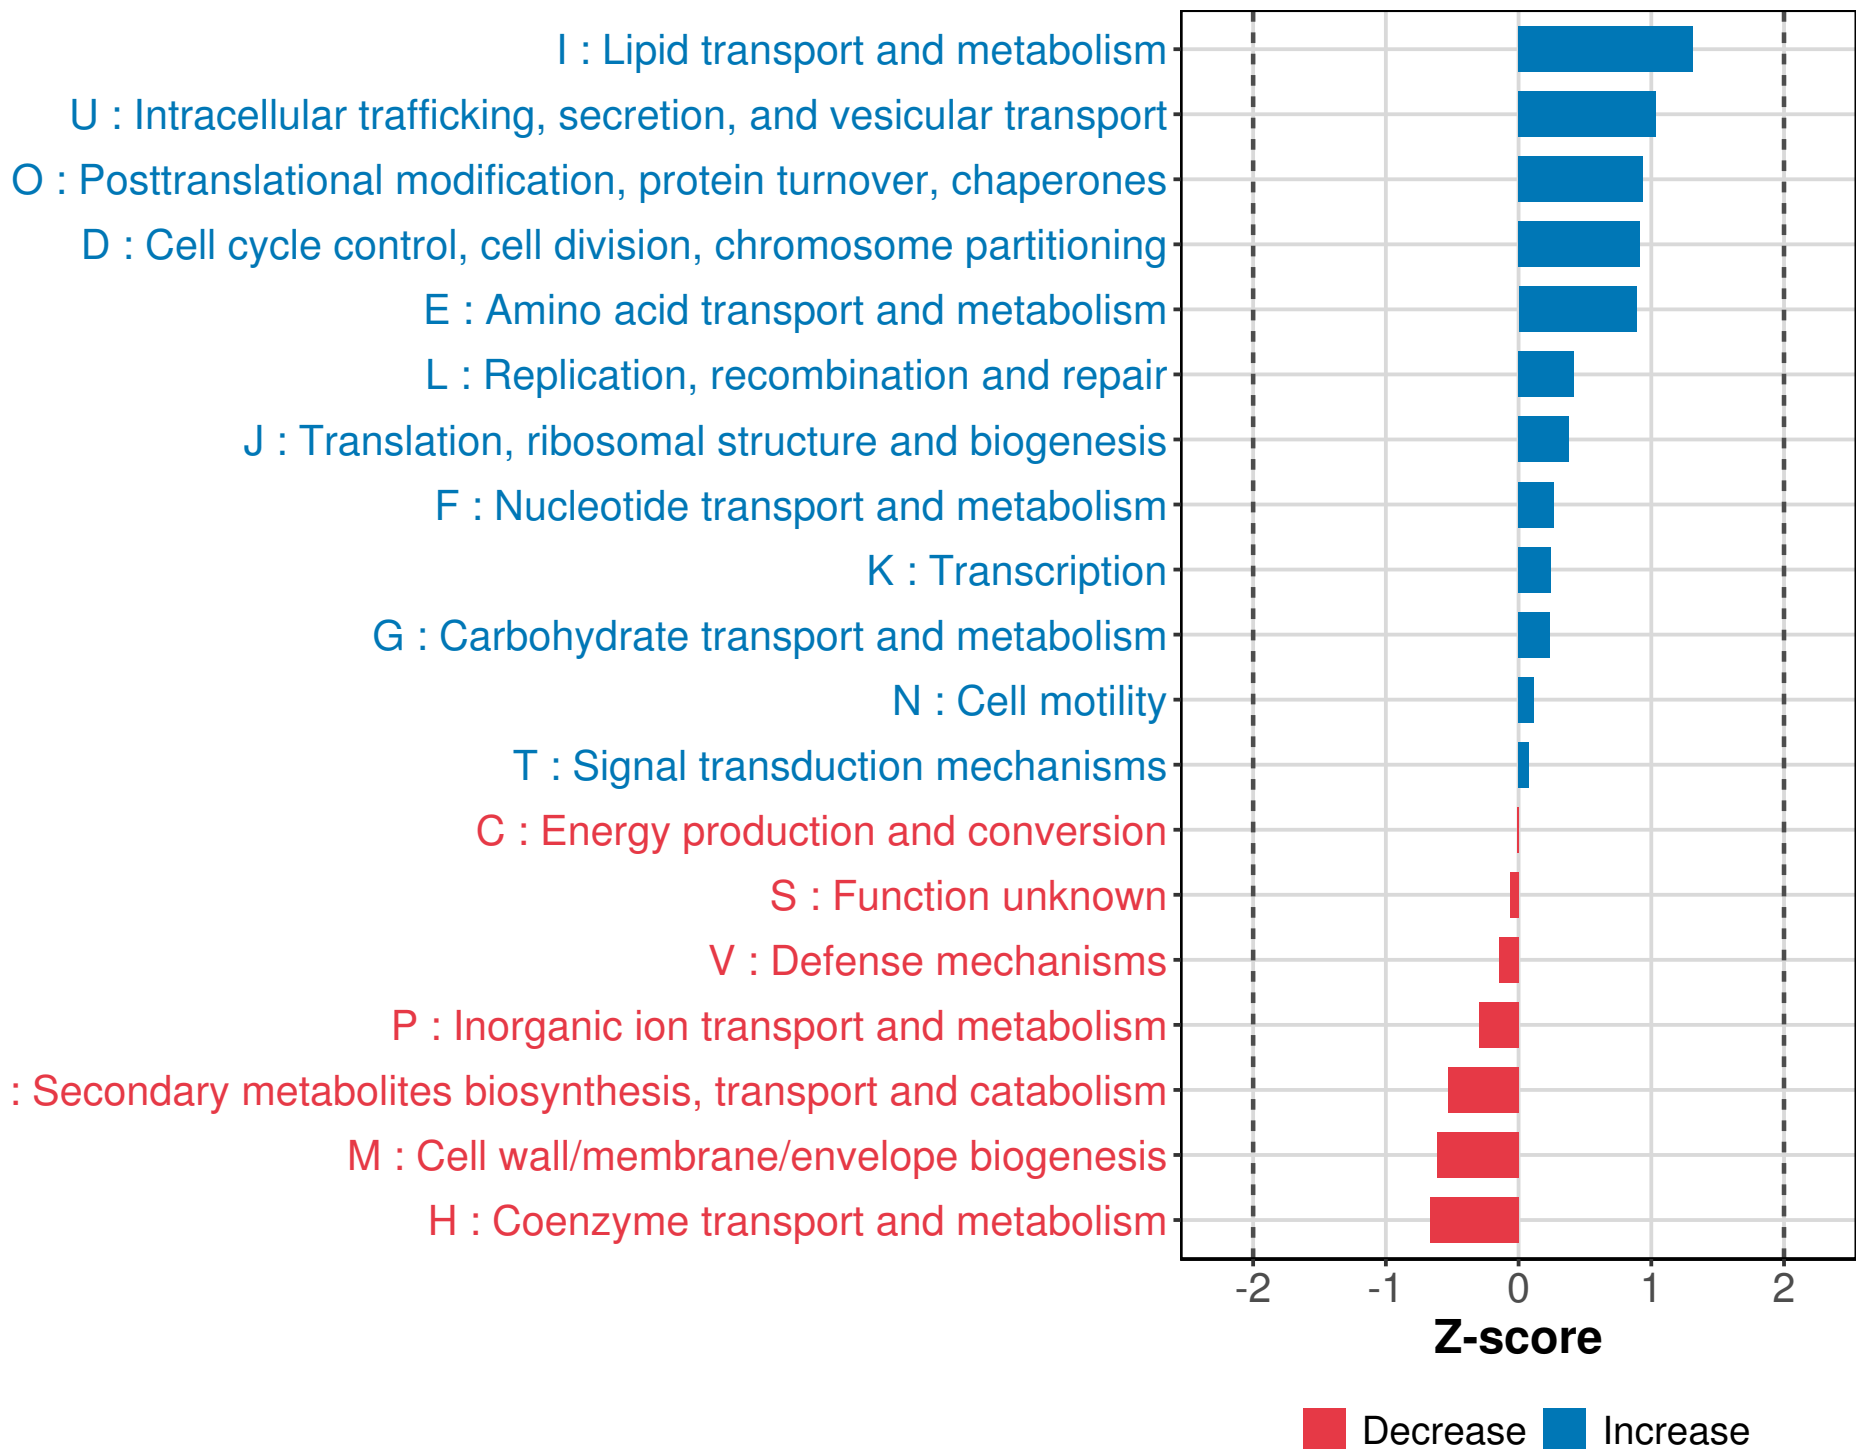 I : Lipid transport and metabolism
U : Intracellular trafficking, secretion, and vesicular transport
O : Posttranslational modification, protein turnover, chaperones
D : Cell cycle control, cell division, chromosome partitioning
E : Amino acid transport and metabolism
L : Replication, recombination and repair
J : Translation, ribosomal structure and biogenesis
F : Nucleotide transport and metabolism
K : Transcription
G : Carbohydrate transport and metabolism
N : Cell motility
T : Signal transduction mechanisms
C : Energy production and conversion
S : Function unknown
V : Defense mechanisms
P : Inorganic ion transport and metabolism
: Secondary metabolites biosynthesis, transport and catabolism
M : Cell wall/membrane/envelope biogenesis
H : Coenzyme transport and metabolism
-2 -1 0 1 2
Z-score
Decrease Increase